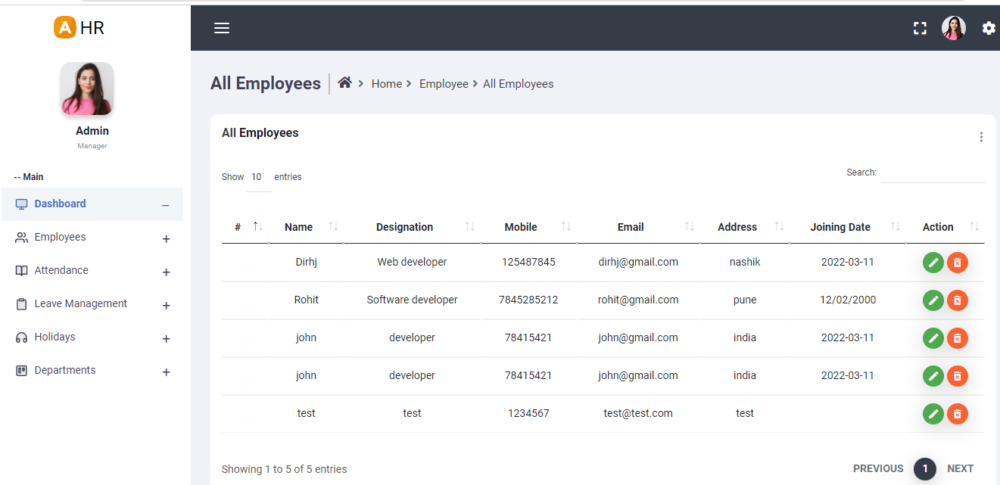 A HR
Admin
Manager
-- Main
Dashboard
Employees
Attendance
Leave Management
Holidays
Departments
All Employees
Home Employee All Employees
All Employees
Show 10 entries
Search:
# Name Designation Mobile Email Address Joining Date Action
Dirhj Web developer 125487845 dirhj@gmail.com nashik 2022-03-11
Rohit Software developer 7845285212 rohit@gmail.com pune 12/02/2000
john developer 78415421 john@gmail.com india 2022-03-11
john developer 78415421 john@gmail.com india 2022-03-11
test test 1234567 test@test.com test
Showing 1 to 5 of 5 entries
PREVIOUS 1 NEXT